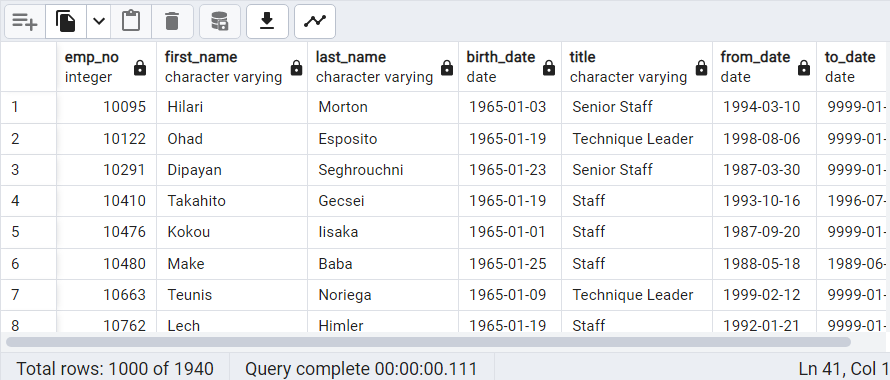 emp_no first_name last_name birth_date title from_date to_date
integer character varying character varying date character varying date date
1 10095 Hilari Morton 1965-01-03 Senior Staff 1994-03-10 9999-01-
2 10122 Ohad Esposito 1965-01-19 Technique Leader 1998-08-06 9999-01-
3 10291 Dipayan Seghrouchni 1965-01-23 Senior Staff 1987-03-30 9999-01-
4 10410 Takahito Gecsei 1965-01-19 Staff 1993-10-16 1996-07-
5 10476 Kokou Iisaka 1965-01-01 Staff 1987-09-20 9999-01-
6 10480 Make Baba 1965-01-25 Staff 1988-05-18 1989-06-
7 10663 Teunis Noriega 1965-01-09 Technique Leader 1999-02-12 9999-01-
8 10762 Lech Himler 1965-01-19 Staff 1992-01-21 9999-01-
Total rows: 1000 of 1940 Query complete 00:00:00.111 Ln 41, Col 1